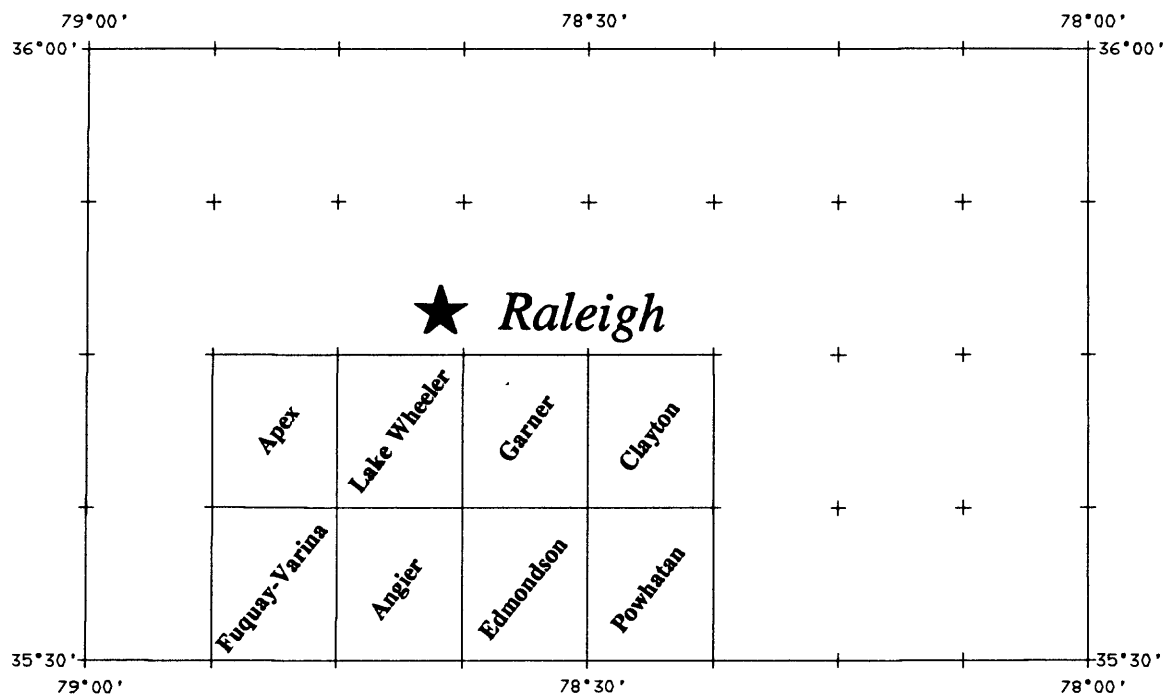 79°00' 78°30' 78°00'
36°00' 36°00'
Raleigh
Apex Lake Wheeler Garner Clayton
Fuquay-Varina Angier Edmondson Powhatan
35°30' 35°30'
79°00' 78°30' 78°00'